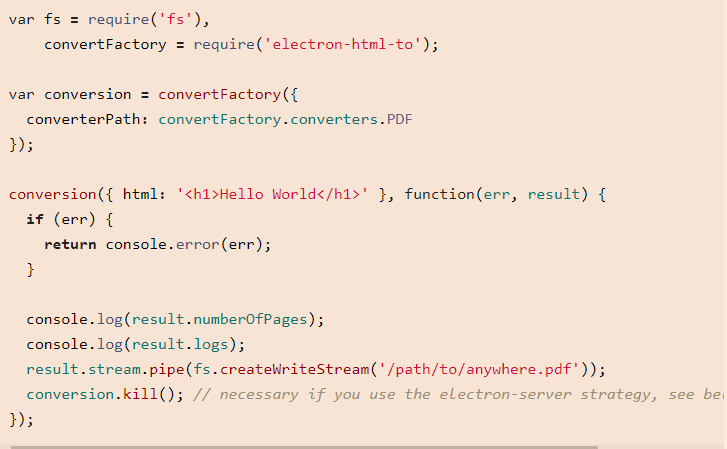 var fs = require('fs'),
    convertFactory = require('electron-html-to');

var conversion = convertFactory({
  converterPath: convertFactory.converters.PDF
});

conversion({ html: '<h1>Hello World</h1>' }, function(err, result) {
  if (err) {
    return console.error(err);
  }

  console.log(result.numberOfPages);
  console.log(result.logs);
  result.stream.pipe(fs.createWriteStream('/path/to/anywhere.pdf'));
  conversion.kill(); // necessary if you use the electron-server strategy, see
});